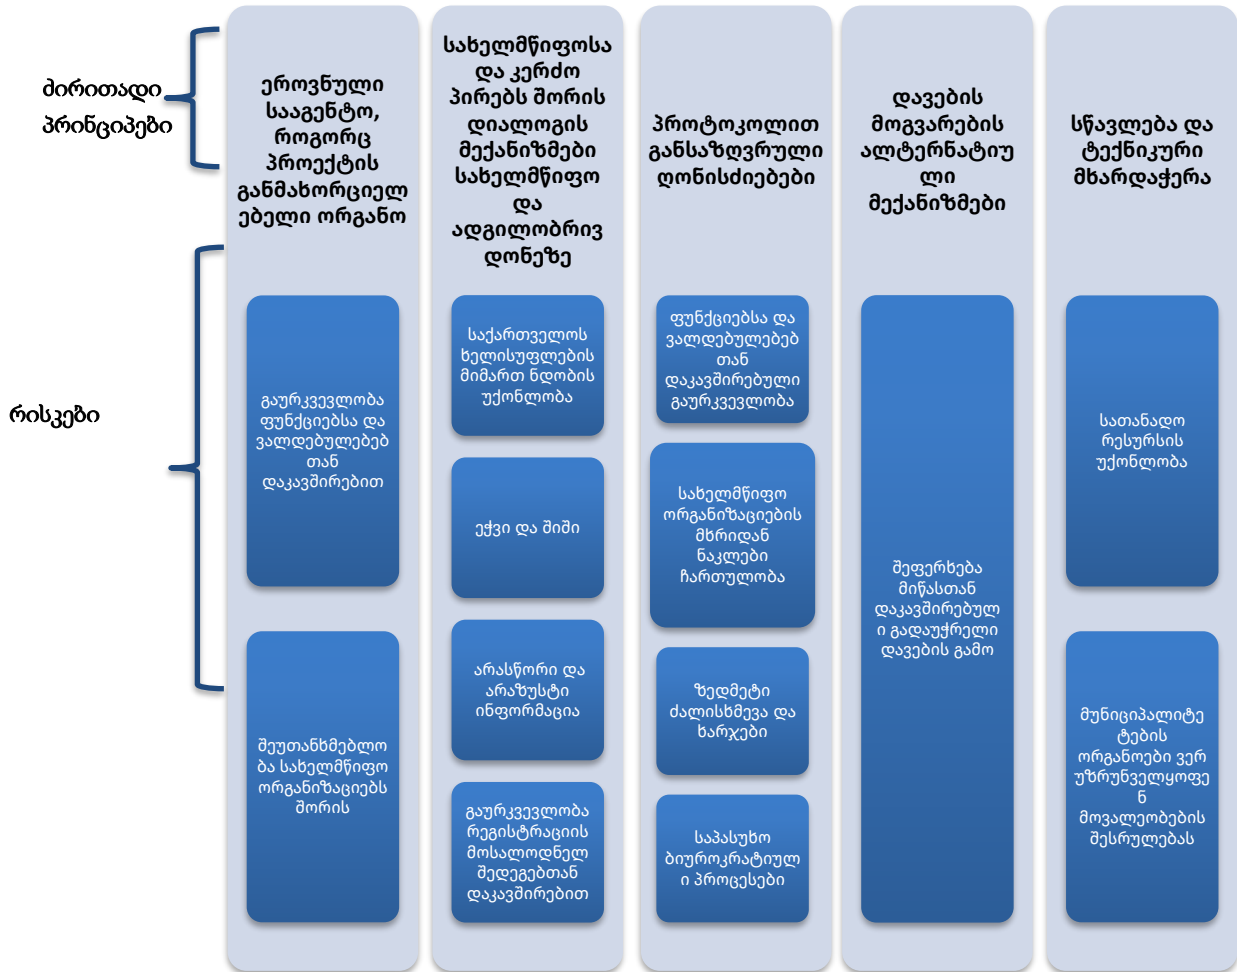 ძირითადი
პრინციპები
ეროვნული
სააგენტო,
როგორც
პროექტის
განმახორციელ
ებელი ორგანო
სახელმწიფოსა
და კერძო
პირებს შორის
დიალოგის
მექანიზმები
სახელმწიფო
და
ადგილობრივ
დონეზე
პროტოკოლით
განსაზღვრული
ღონისძიებები
დავების
მოგვარების
ალტერნატიუ
ლი
მექანიზმები
სწავლება და
ტექნიკური
მხარდაჭერა
რისკები
გაურკვევლობა
ფუნქციებსა და
ვალდებულებებ
თან
დაკავშირებით
შეუთანხმებლო
ბა სახელმწიფო
ორგანიზაციებს
შორის
საქართველოს
ხელისუფლების
მიმართ ნდობის
უქონლობა
ეჭვი და შიში
არასწორი და
არაზუსტი
ინფორმაცია
გაურკვევლობა
რეგისტრაციის
მოსალოდნელ
შედეგებთან
დაკავშირებით
ფუნქციებსა და
ვალდებულებებ
თან
დაკავშირებული
გაურკვევლობა
სახელმწიფო
ორგანიზაციების
მხრიდან
ნაკლები
ჩართულობა
ზედმეტი
ძალისხმევა და
ხარჯები
საპასუხო
ბიუროკრატიულ
ი პროცესები
შეფერხება
მიწასთან
დაკავშირებულ
ი გადაუჭრელი
დავების გამო
სათანადო
რესურსის
უქონლობა
მუნიციპალიტე
ტების
ორგანოები ვერ
უზრუნველყოფე
ნ
მოვალეობების
შესრულებას